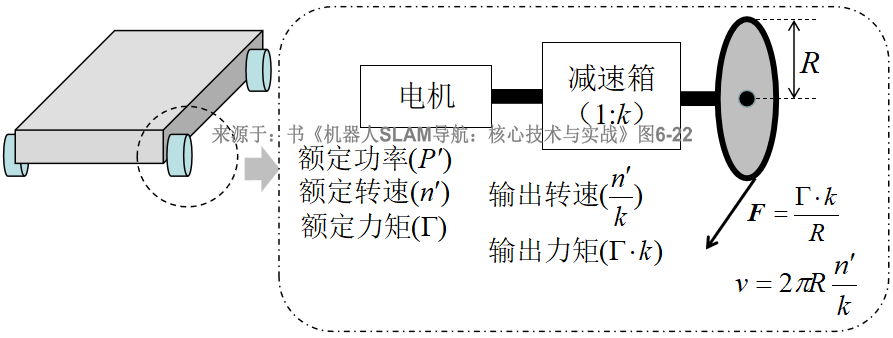 电机
减速箱
(1:k)
R
来源于：书《机器人SLAM导航：核心技术与实战》图6-22
额定功率(P′)
额定转速(n′)
额定力矩(Γ)
输出转速(n′/k)
输出力矩(Γ·k)
F = Γ·k/R
v = 2πR n′/k